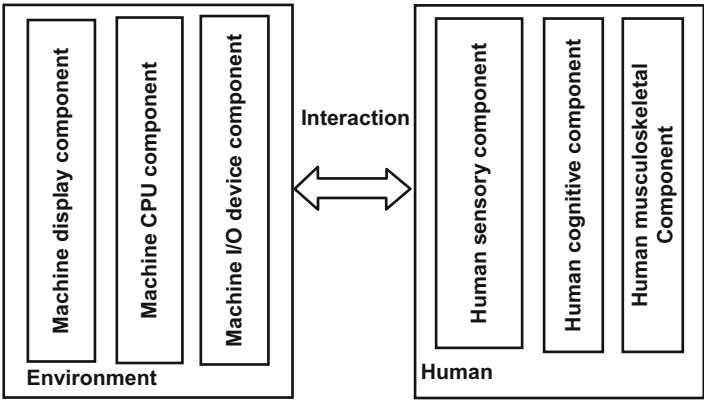 Machine display component
Machine CPU component
Machine I/O device component
Environment
Interaction
Human sensory component
Human cognitive component
Human musculoskeletal
Component
Human